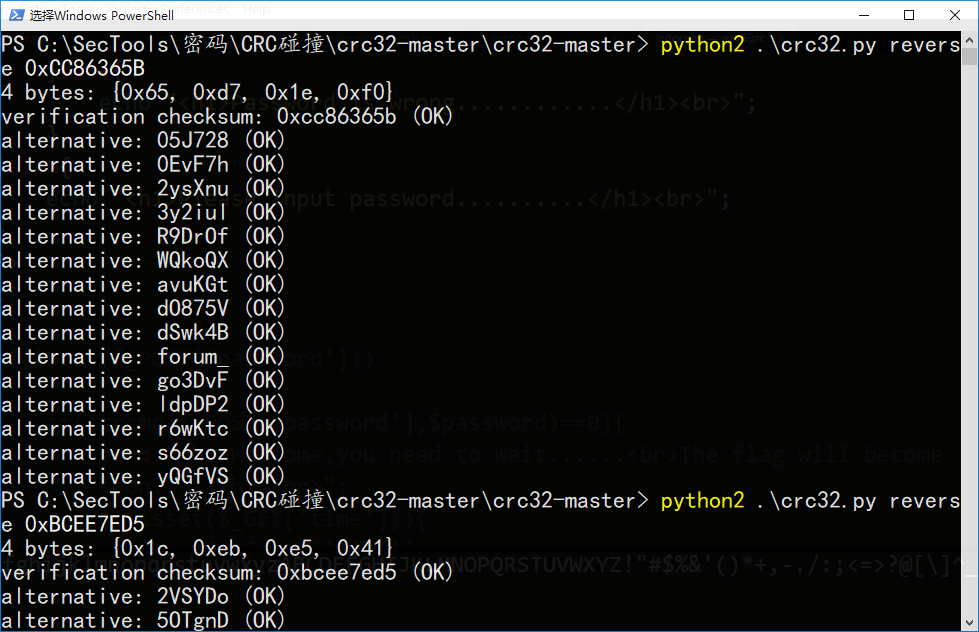 选择Windows PowerShell
PS C:\SecTools\密码\CRC碰撞\crc32-master\crc32-master> python2 .\crc32.py revers
e 0xCC86365B
4 bytes: {0x65, 0xd7, 0x1e, 0xf0}
verification checksum: 0xcc86365b (OK)
alternative: 05J728 (OK)
alternative: 0EvF7h (OK)
alternative: 2ysXnu (OK)
alternative: 3y2iul (OK)
alternative: R9DrOf (OK)
alternative: WQkoQX (OK)
alternative: avuKGt (OK)
alternative: dO875V (OK)
alternative: dSwk4B (OK)
alternative: forum_ (OK)
alternative: go3DvF (OK)
alternative: ldpDP2 (OK)
alternative: r6wKtc (OK)
alternative: s66zoz (OK)
alternative: yQGfVS (OK)
PS C:\SecTools\密码\CRC碰撞\crc32-master\crc32-master> python2 .\crc32.py revers
e 0xBCEE7ED5
4 bytes: {0x1c, 0xeb, 0xe5, 0x41}
verification checksum: 0xbcee7ed5 (OK)
alternative: 2VSYDo (OK)
alternative: 5OTgnD (OK)